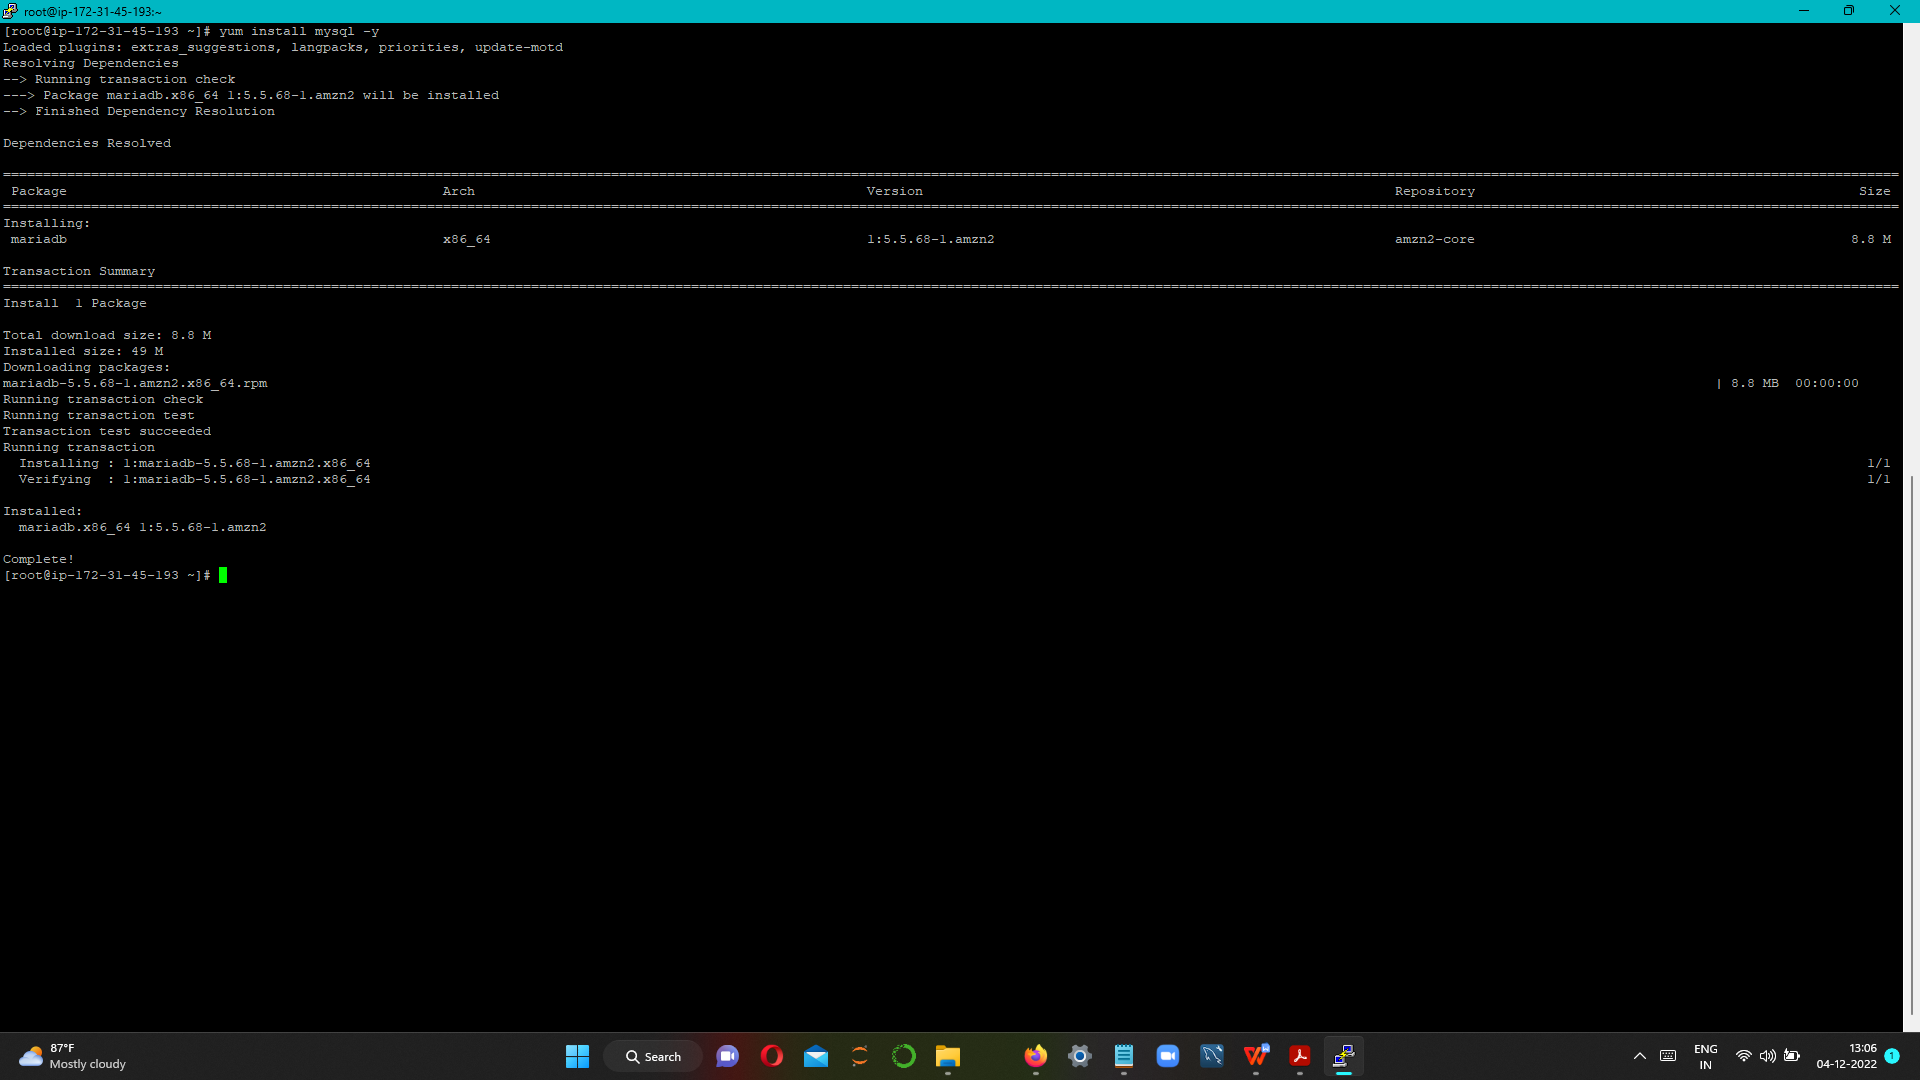 root@ip-172-31-45-193:~
[root@ip-172-31-45-193 ~]# yum install mysql -y
Loaded plugins: extras_suggestions, langpacks, priorities, update-motd
Resolving Dependencies
--> Running transaction check
---> Package mariadb.x86_64 1:5.5.68-1.amzn2 will be installed
--> Finished Dependency Resolution
Dependencies Resolved
Package Arch Version Repository Size
Installing:
mariadb x86_64 1:5.5.68-1.amzn2 amzn2-core 8.8 M
Transaction Summary
Install 1 Package
Total download size: 8.8 M
Installed size: 49 M
Downloading packages:
mariadb-5.5.68-1.amzn2.x86_64.rpm | 8.8 MB 00:00:00
Running transaction check
Running transaction test
Transaction test succeeded
Running transaction
Installing : 1:mariadb-5.5.68-1.amzn2.x86_64 1/1
Verifying : 1:mariadb-5.5.68-1.amzn2.x86_64 1/1
Installed:
mariadb.x86_64 1:5.5.68-1.amzn2
Complete!
[root@ip-172-31-45-193 ~]#
87°F
Mostly cloudy
Search
ENG
IN
13:06
04-12-2022
1